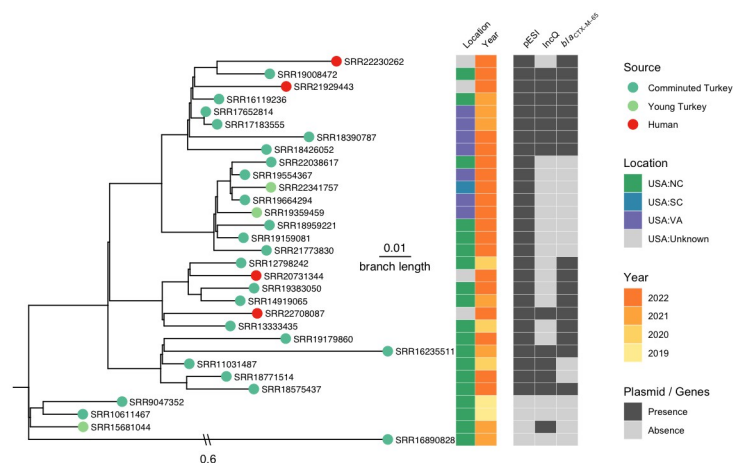 Location
Year
pESI
IncQ
blaCTX-M-65
SRR22230262
SRR19008472
SRR21929443
SRR16119236
SRR17652814
SRR17183555
SRR18390787
SRR18426052
SRR22038617
SRR19554367
SRR22341757
SRR19664294
SRR19359459
SRR18959221
SRR19159081
SRR21773830
SRR12798242
SRR20731344
SRR19383050
SRR14919065
SRR22708087
SRR13333435
SRR19179860
SRR16235511
SRR11031487
SRR18771514
SRR18575437
SRR9047352
SRR10611467
SRR15681044
SRR16890828
0.01
branch length
0.6
Source
Comminuted Turkey
Young Turkey
Human
Location
USA:NC
USA:SC
USA:VA
USA:Unknown
Year
2022
2021
2020
2019
Plasmid / Genes
Presence
Absence